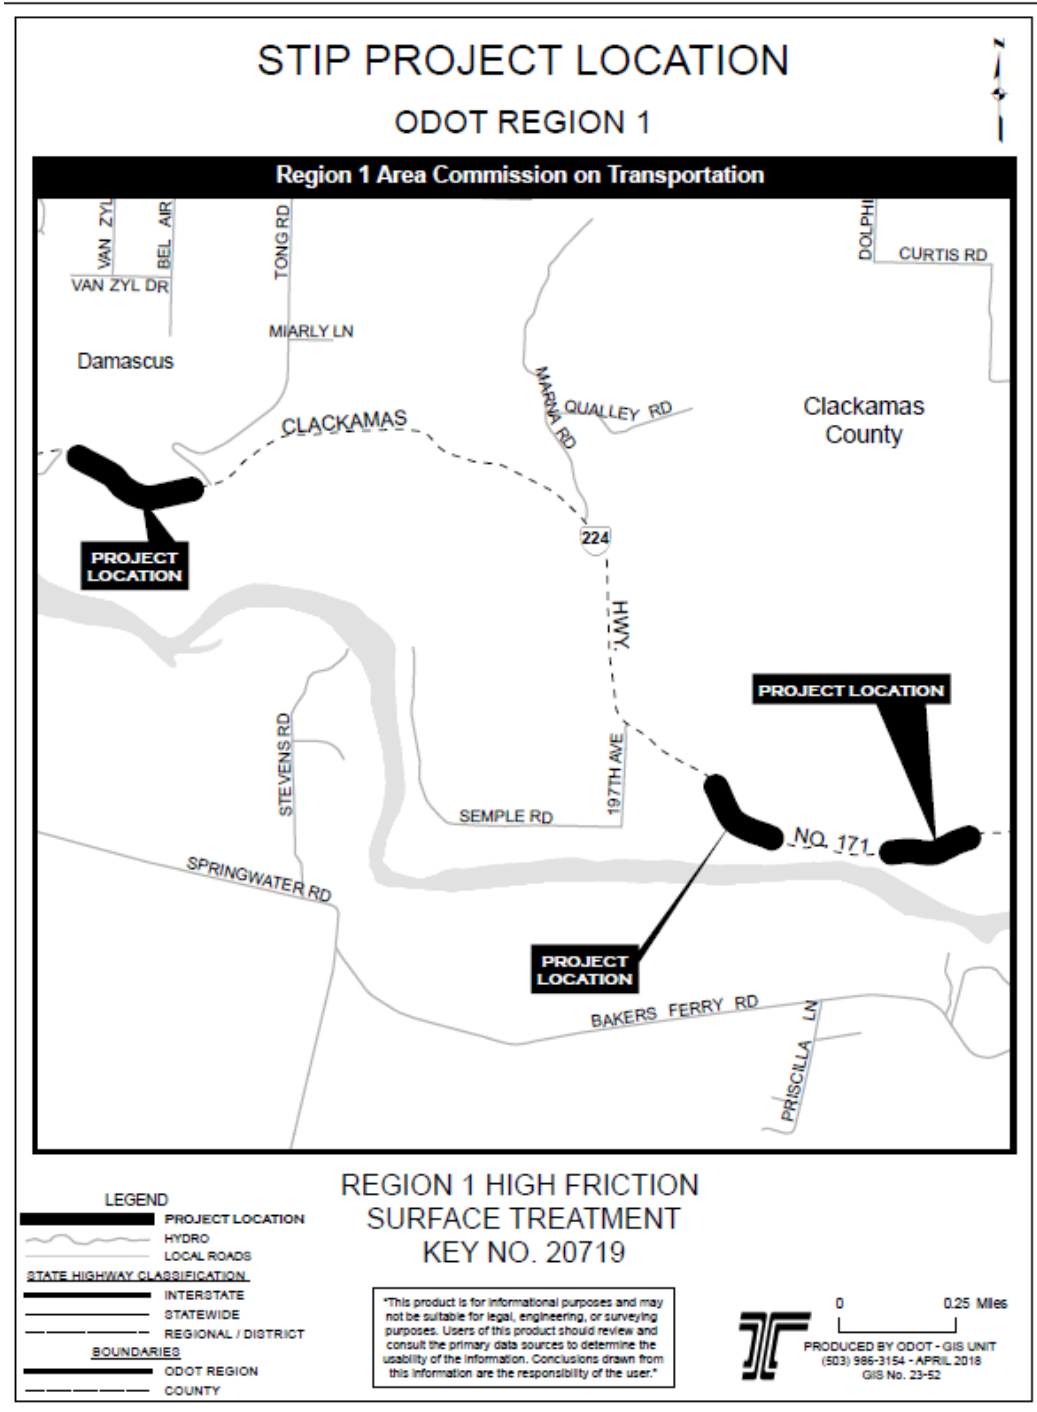 STIP PROJECT LOCATION
ODOT REGION 1
N
Region 1 Area Commission on Transportation
VAN ZYL
BEL AIR
TONG RD
DOLPHI
CURTIS RD
VAN ZYL DR
MIARLY LN
Damascus
MARNA RD
QUALLEY RD
Clackamas
County
CLACKAMAS
224
PROJECT
LOCATION
HWY.
PROJECT LOCATION
STEVENS RD
197TH AVE
SEMPLE RD
NO. 171
SPRINGWATER RD
PROJECT
LOCATION
BAKERS FERRY RD
PRISCILLA LN
REGION 1 HIGH FRICTION
SURFACE TREATMENT
KEY NO. 20719
LEGEND
PROJECT LOCATION
HYDRO
LOCAL ROADS
STATE HIGHWAY CLASSIFICATION
INTERSTATE
STATEWIDE
REGIONAL / DISTRICT
BOUNDARIES
ODOT REGION
COUNTY
"This product is for informational purposes and may
not be suitable for legal, engineering, or surveying
purposes. Users of this product should review and
consult the primary data sources to determine the
usability of the information. Conclusions drawn from
this information are the responsibility of the user."
0 0.25 Miles
PRODUCED BY ODOT - GIS UNIT
(503) 986-3154 - APRIL 2018
GIS No. 23-52